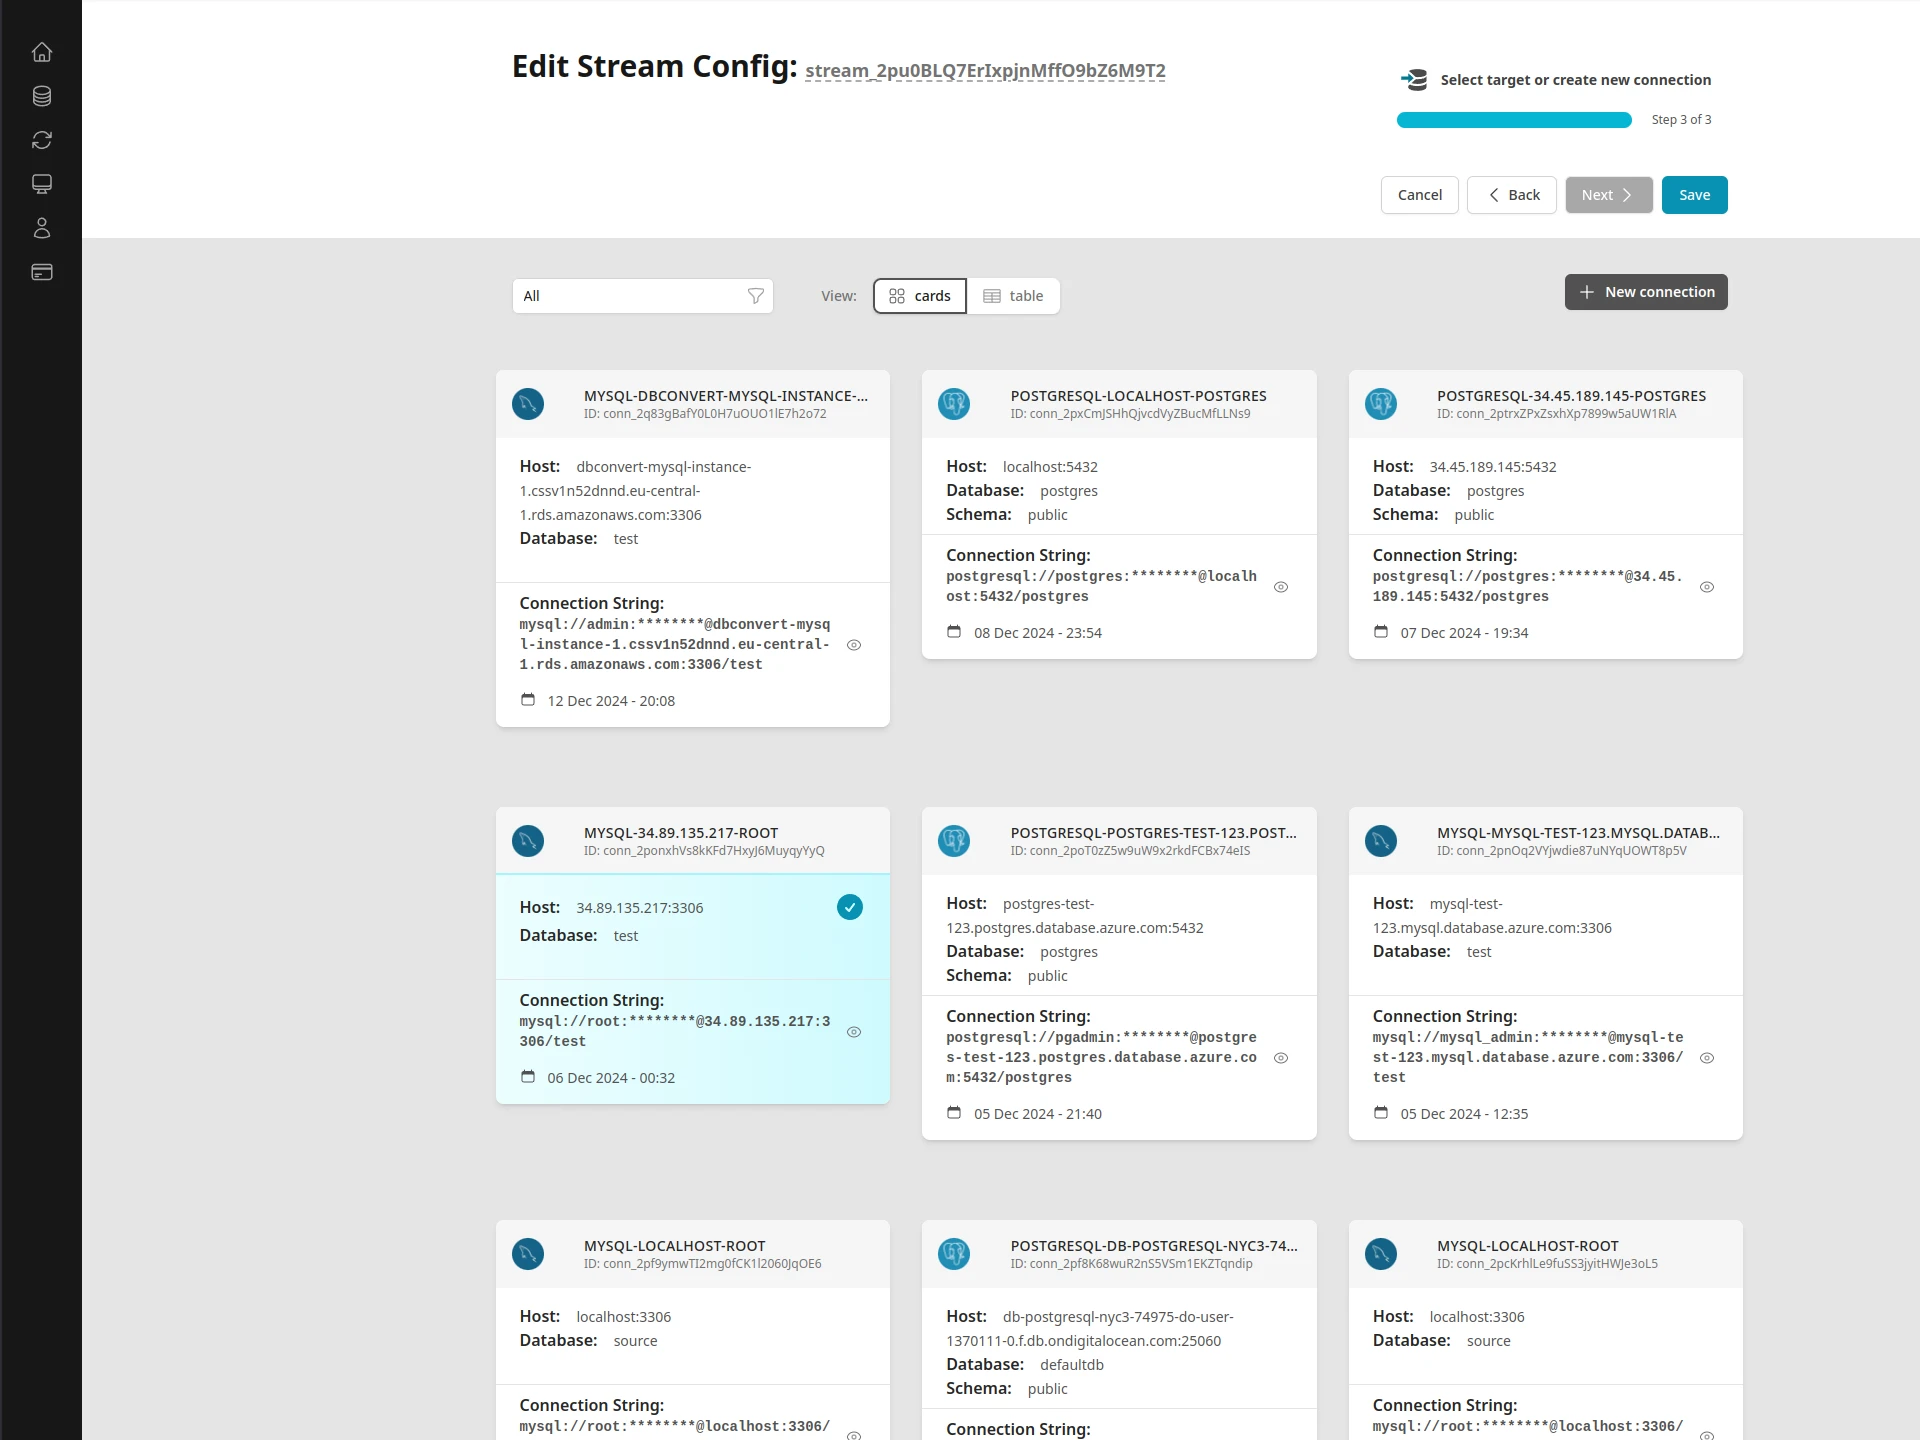 Edit Stream Config: stream_2pu0BLQ7ErIxpjnMffO9bZ6M9T2
Select target or create new connection
Step 3 of 3
Cancel
Back
Next
Save
All
View:
cards
table
New connection
MYSQL-DBCONVERT-MYSQL-INSTANCE-...
ID: conn_2q83gBafY0L0H7uOUO1lE7h2o72
Host: dbconvert-mysql-instance-
1.cssv1n52dnnd.eu-central-
1.rds.amazonaws.com:3306
Database: test
Connection String:
mysql://admin:********@dbconvert-mysq
l-instance-1.cssv1n52dnnd.eu-central-
1.rds.amazonaws.com:3306/test
12 Dec 2024 - 20:08
POSTGRESQL-LOCALHOST-POSTGRES
ID: conn_2pxCmJSHhQjvcdVyZBucMfLLNs9
Host: localhost:5432
Database: postgres
Schema: public
Connection String:
postgresql://postgres:********@localh
ost:5432/postgres
08 Dec 2024 - 23:54
POSTGRESQL-34.45.189.145-POSTGRES
ID: conn_2ptrxZPxZsxhXp7899w5aUW1RlA
Host: 34.45.189.145:5432
Database: postgres
Schema: public
Connection String:
postgresql://postgres:********@34.45.
189.145:5432/postgres
07 Dec 2024 - 19:34
MYSQL-34.89.135.217-ROOT
ID: conn_2ponxhVs8kKFd7HxyJ6MuyqyYyQ
Host: 34.89.135.217:3306
Database: test
Connection String:
mysql://root:********@34.89.135.217:3
306/test
06 Dec 2024 - 00:32
POSTGRESQL-POSTGRES-TEST-123.POST...
ID: conn_2poT0zZ5w9uW9x2rkdFCBx74eIS
Host: postgres-test-
123.postgres.database.azure.com:5432
Database: postgres
Schema: public
Connection String:
postgresql://pgadmin:********@postgre
s-test-123.postgres.database.azure.co
m:5432/postgres
05 Dec 2024 - 21:40
MYSQL-MYSQL-TEST-123.MYSQL.DATAB...
ID: conn_2pnOq2VYjwdie87uNYqUOWT8p5V
Host: mysql-test-
123.mysql.database.azure.com:3306
Database: test
Connection String:
mysql://mysql_admin:********@mysql-te
st-123.mysql.database.azure.com:3306/
test
05 Dec 2024 - 12:35
MYSQL-LOCALHOST-ROOT
ID: conn_2pf9ymwTI2mg0fCK1l2060JqOE6
Host: localhost:3306
Database: source
Connection String:
mysql://root:********@localhost:3306/
POSTGRESQL-DB-POSTGRESQL-NYC3-74...
ID: conn_2pf8K68wuR2nS5VSm1EKZTqndip
Host: db-postgresql-nyc3-74975-do-user-
1370111-0.f.db.ondigitalocean.com:25060
Database: defaultdb
Schema: public
Connection String:
MYSQL-LOCALHOST-ROOT
ID: conn_2pcKrhlLe9fuSS3jyitHWJe3oL5
Host: localhost:3306
Database: source
Connection String:
mysql://root:********@localhost:3306/